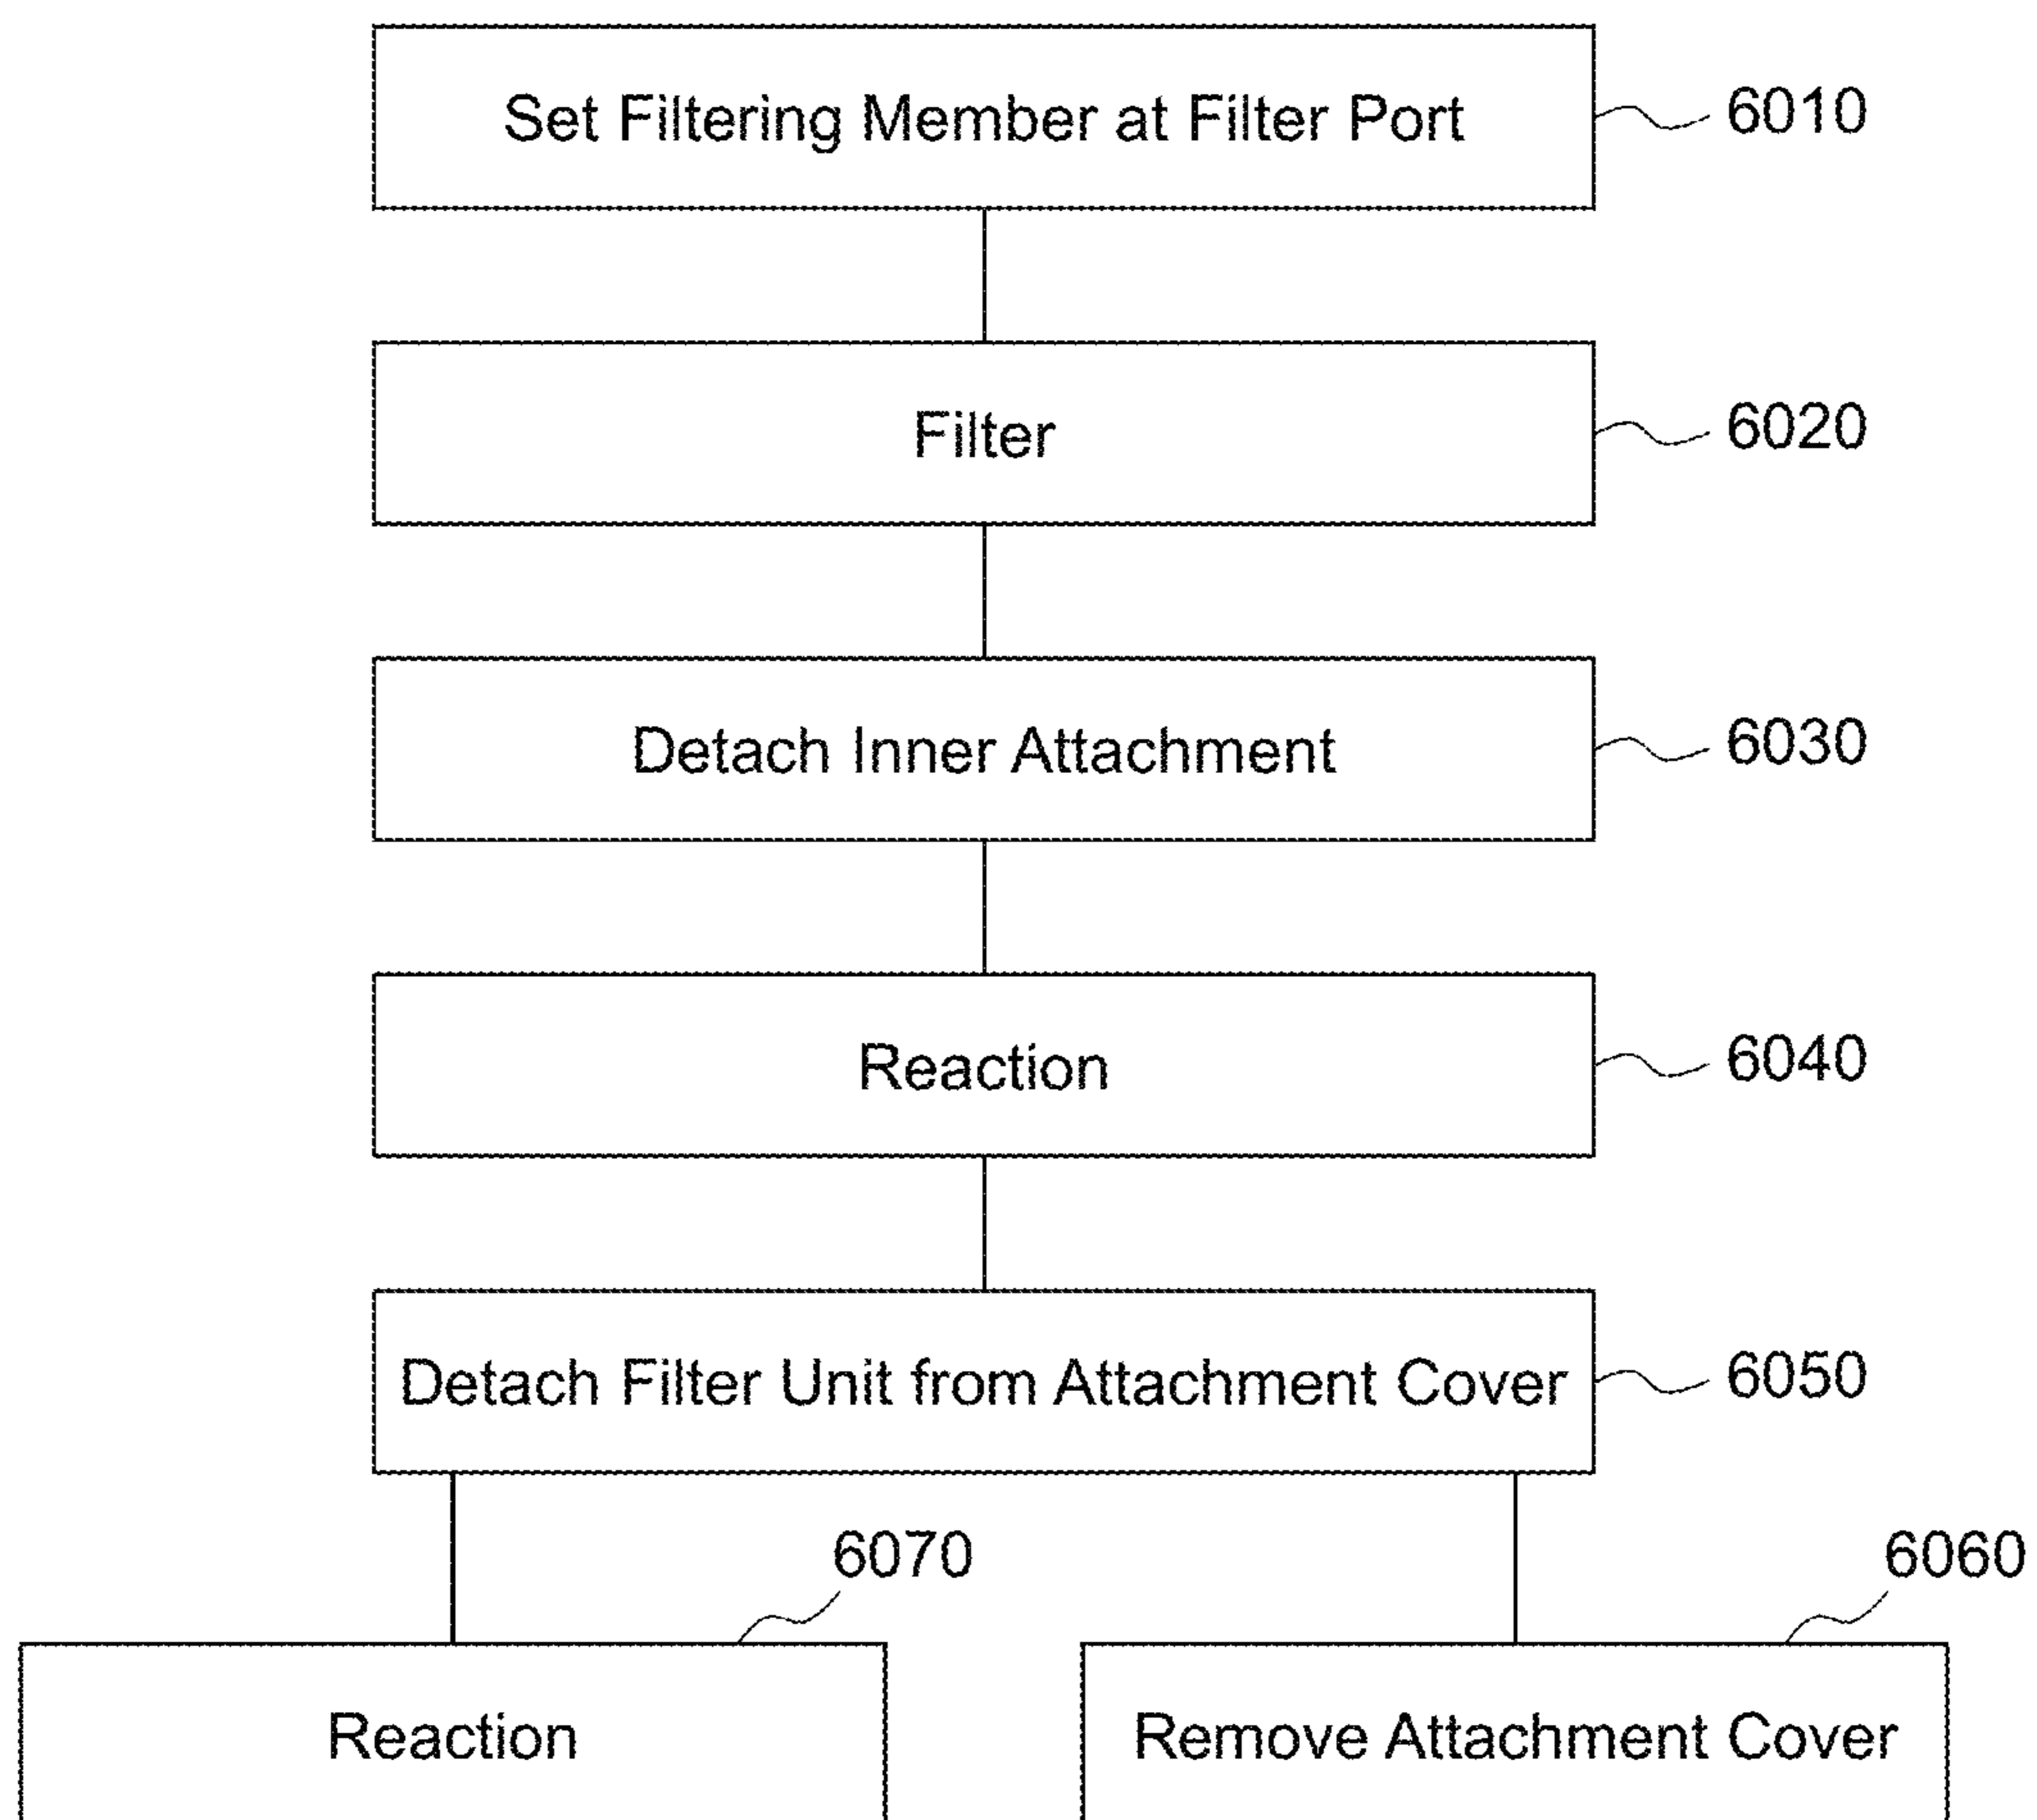 Set Filtering Member at Filter Port
6010
Filter
6020
Detach Inner Attachment
6030
Reaction
6040
Detach Filter Unit from Attachment Cover
6050
6070
6060
Reaction
Remove Attachment Cover